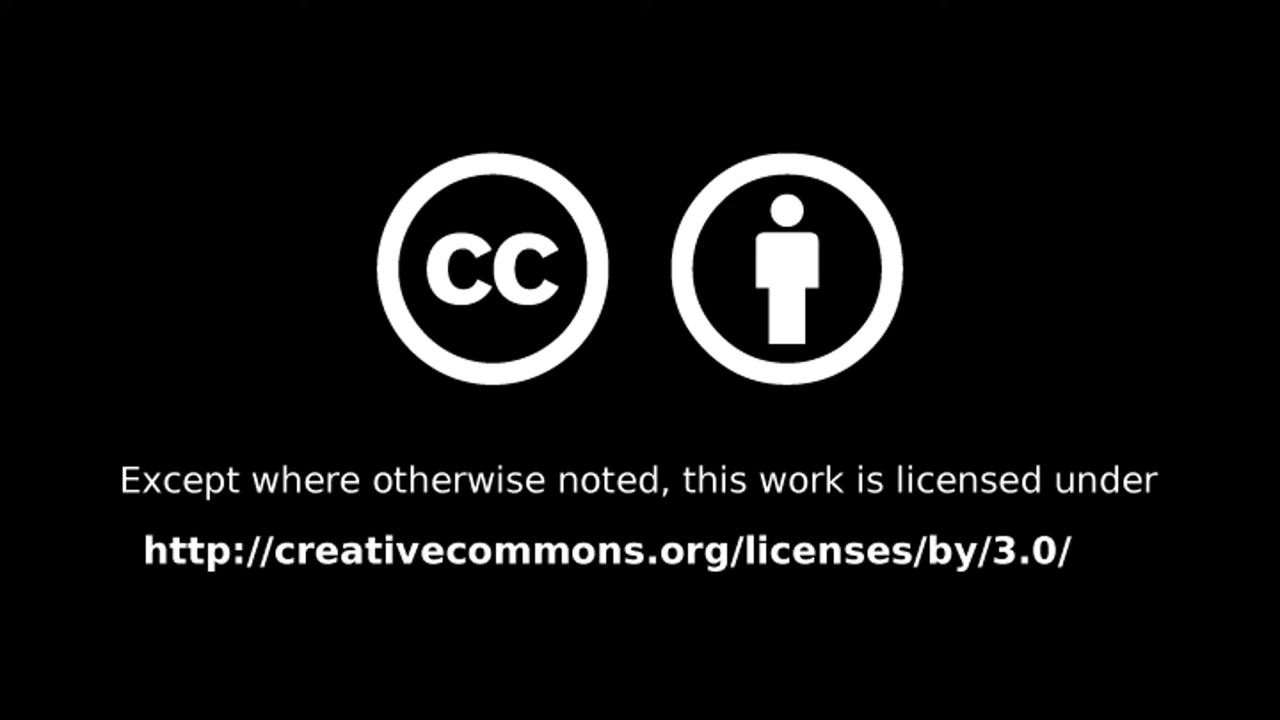 cc
Except where otherwise noted, this work is licensed under
http://creativecommons.org/licenses/by/3.0/